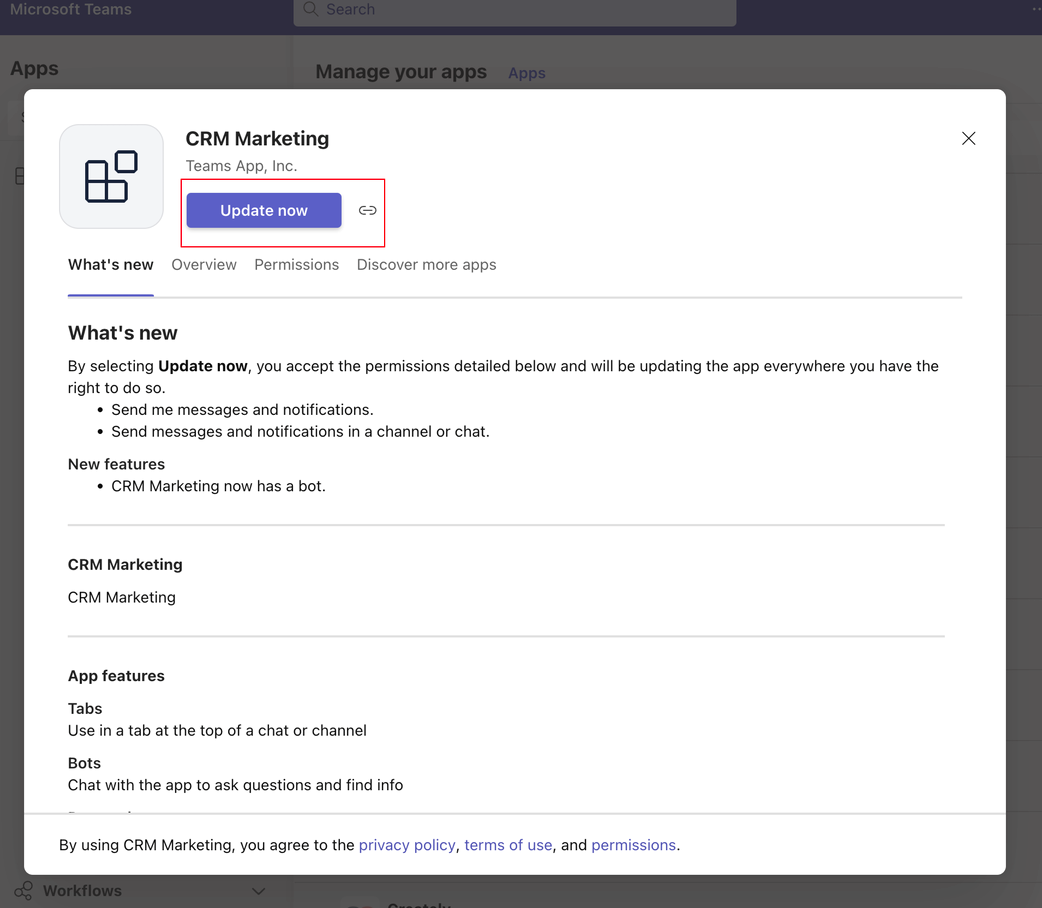 Microsoft Teams
Search
Apps
Manage your apps Apps
CRM Marketing
Teams App, Inc.
Update now
What's new Overview Permissions Discover more apps
What's new
By selecting Update now, you accept the permissions detailed below and will be updating the app everywhere you have the
right to do so.
• Send me messages and notifications.
• Send messages and notifications in a channel or chat.
New features
• CRM Marketing now has a bot.
CRM Marketing
CRM Marketing
App features
Tabs
Use in a tab at the top of a chat or channel
Bots
Chat with the app to ask questions and find info
By using CRM Marketing, you agree to the privacy policy, terms of use, and permissions.
Workflows